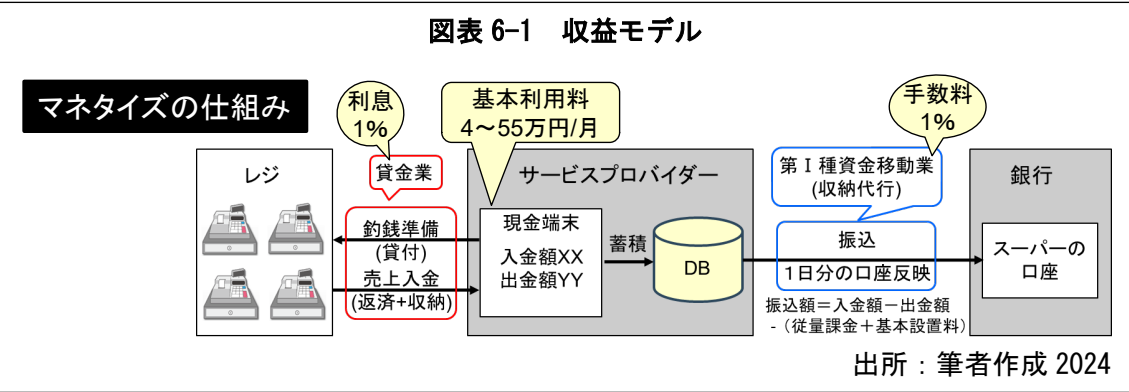 図表 6-1　収益モデル
マネタイズの仕組み
利息
1%
基本利用料
4～55万円/月
手数料
1%
レジ
貸金業
サービスプロバイダー
第Ⅰ種資金移動業
(収納代行)
銀行
釣銭準備
(貸付)
売上入金
(返済+収納)
現金端末
入金額XX
出金額YY
蓄積
DB
振込
1日分の口座反映
スーパーの
口座
振込額＝入金額－出金額
-（従量課金＋基本設置料）
出所：筆者作成 2024